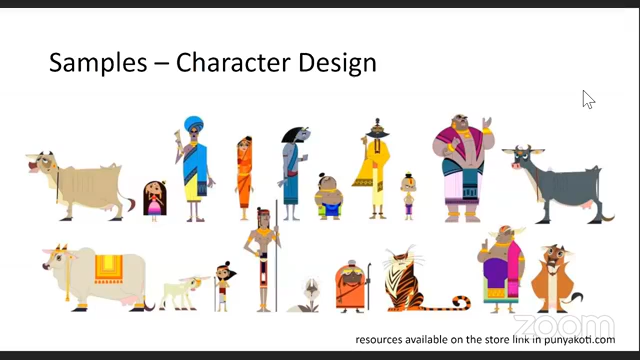 Samples – Character Design
resources available on the store link in punyakoti.com
zoom